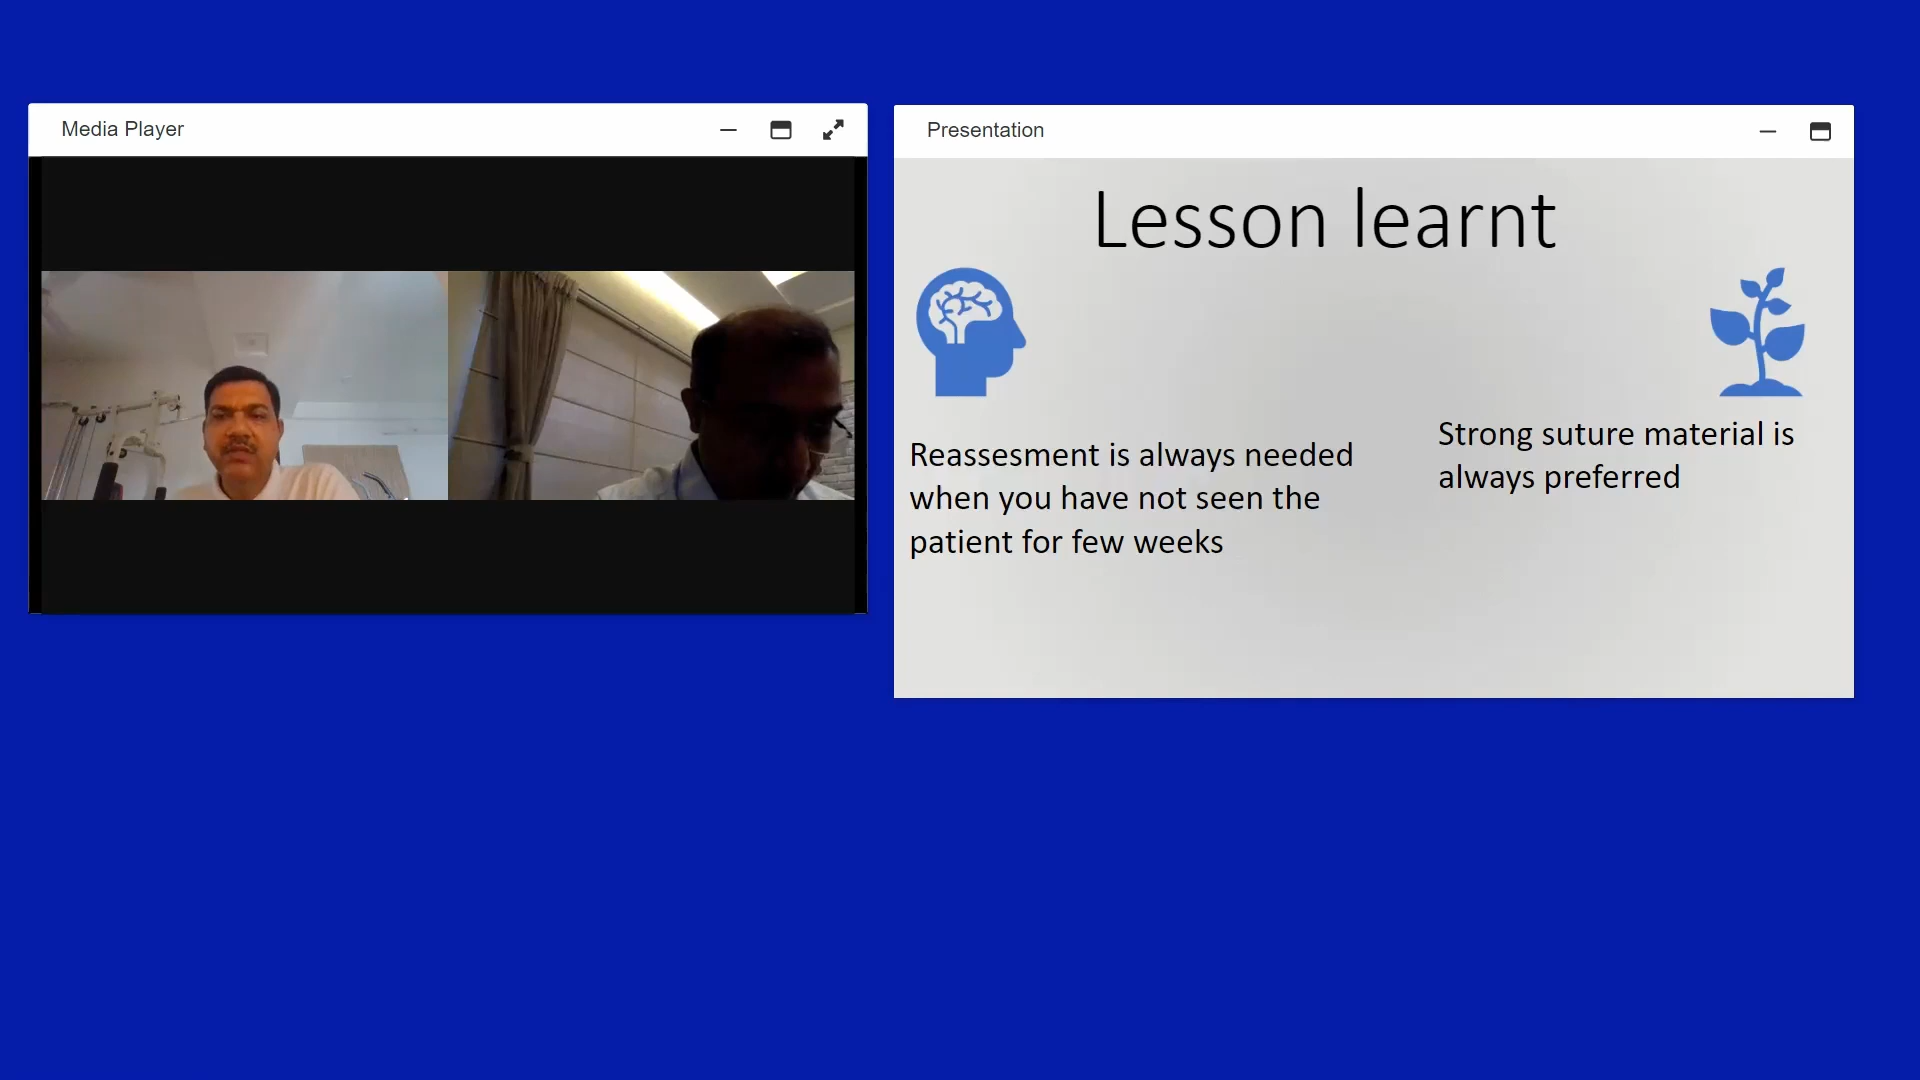 Media Player
Presentation
Lesson learnt
Reassesment is always needed
when you have not seen the
patient for few weeks
Strong suture material is
always preferred